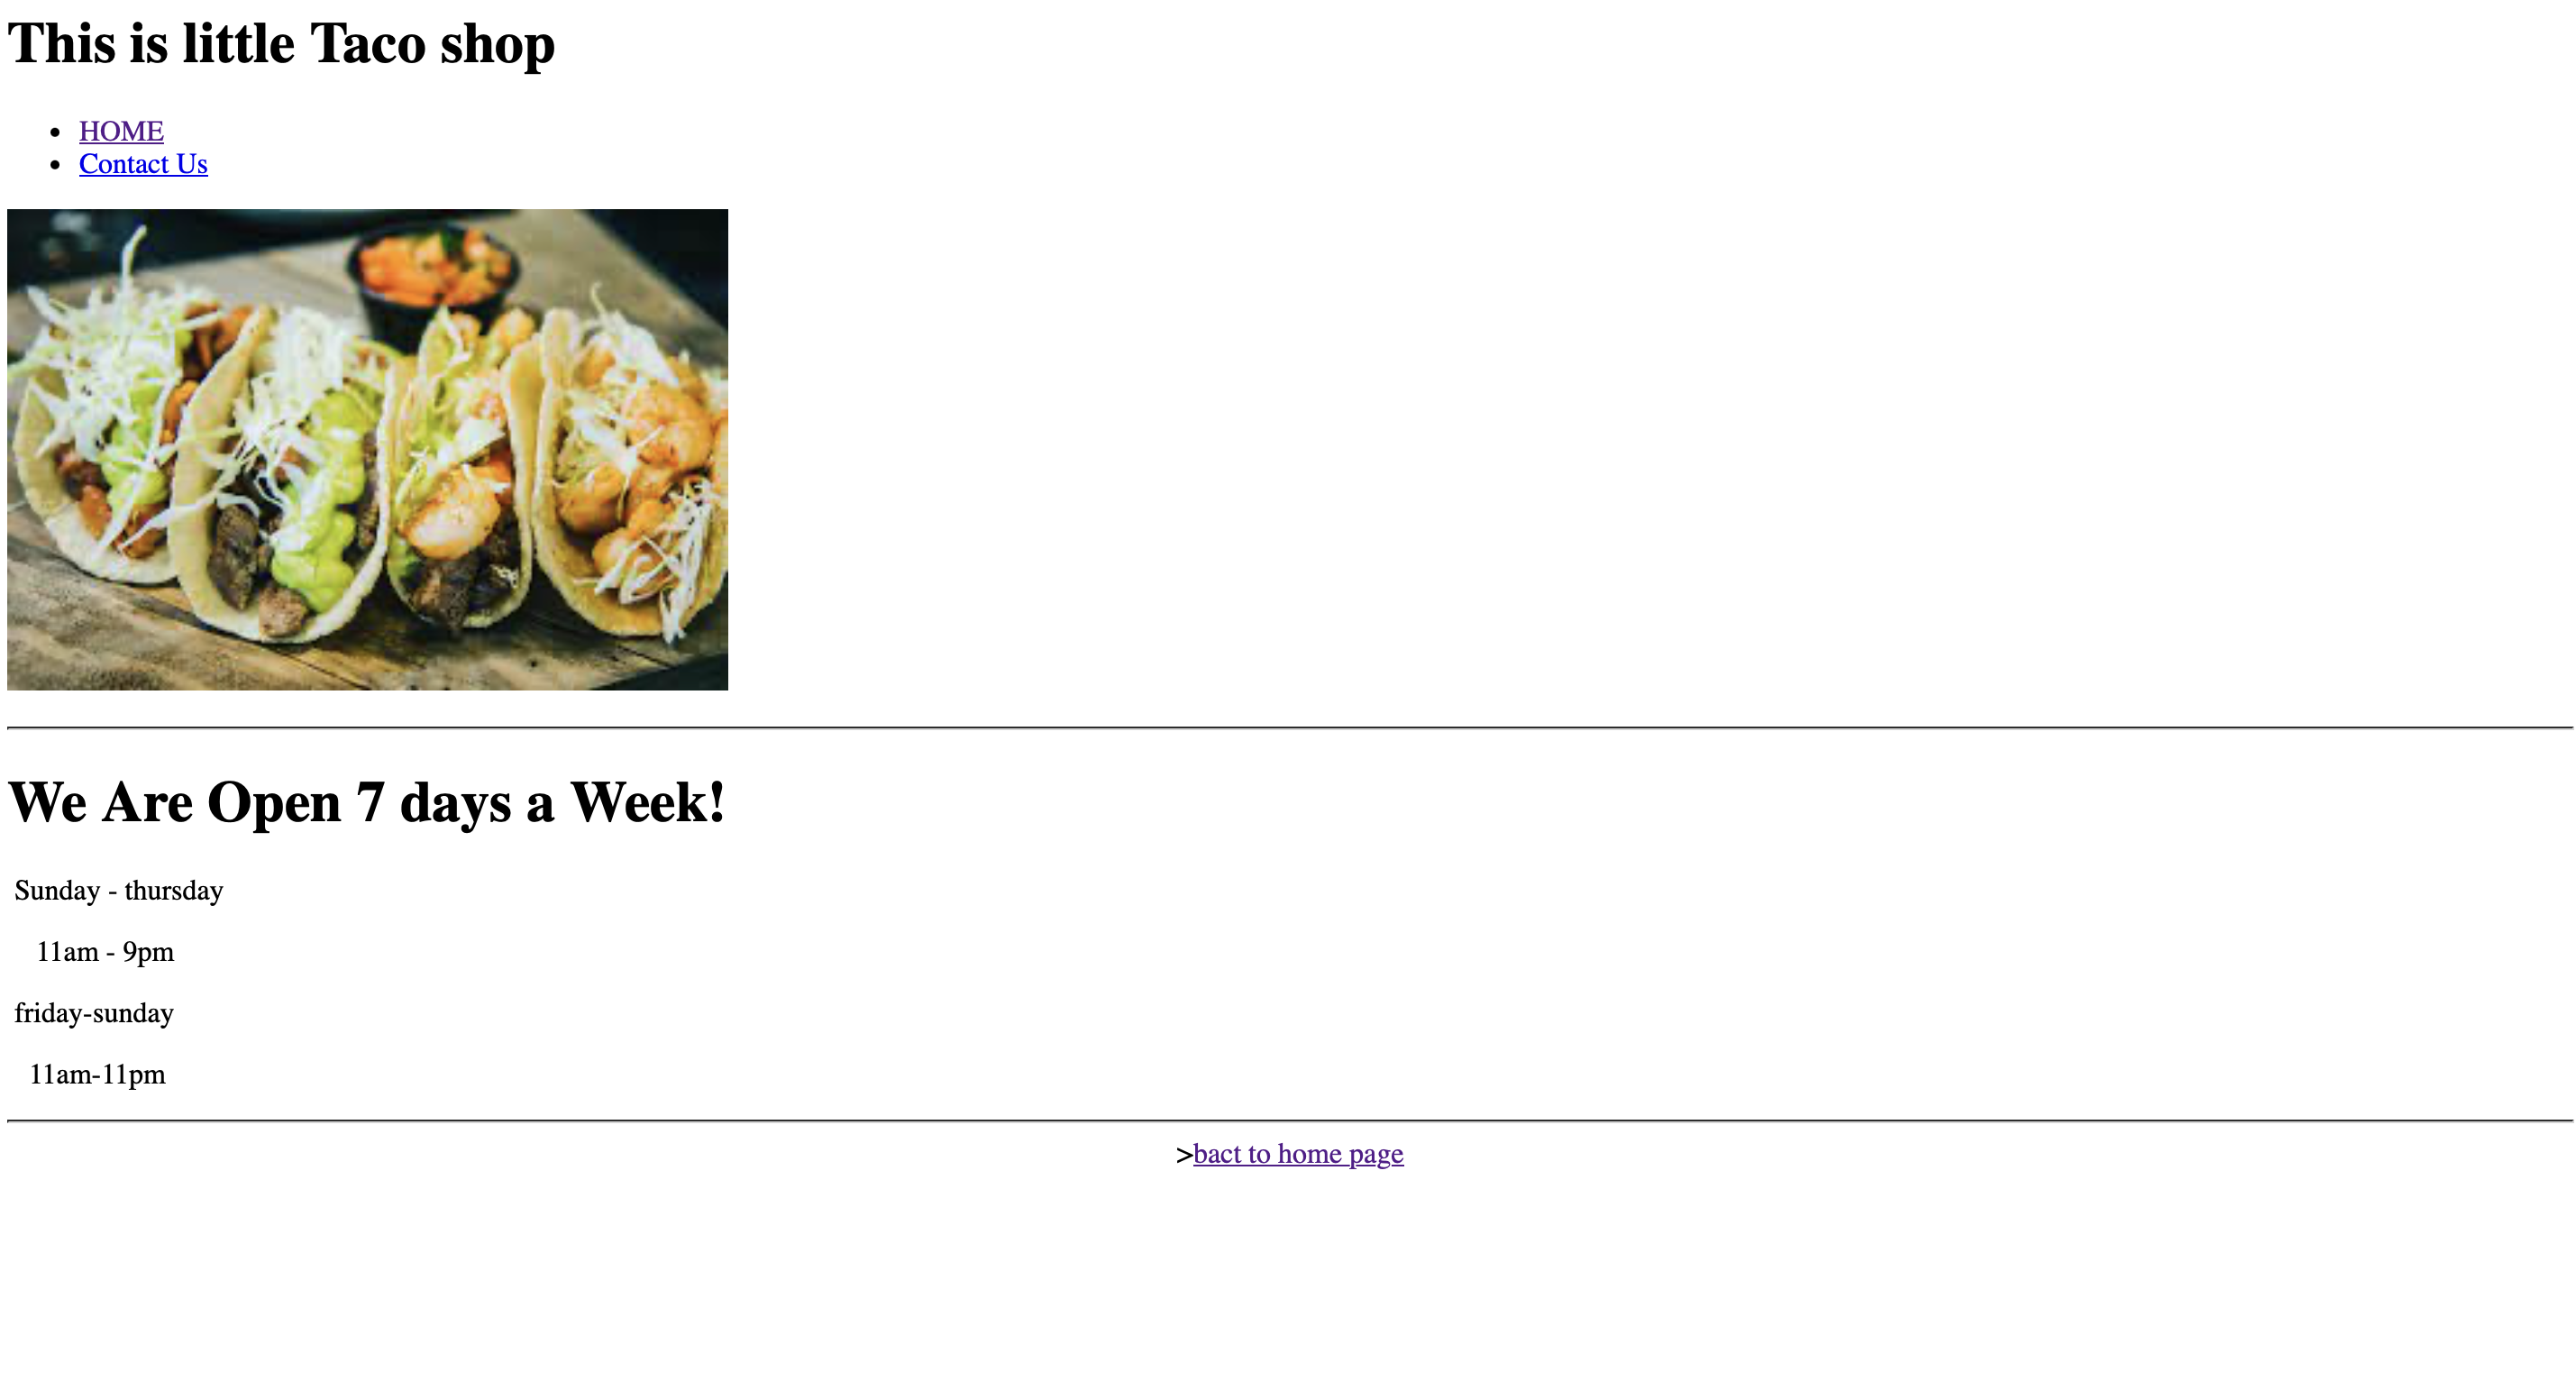 This is little Taco shop
HOME
Contact Us
We Are Open 7 days a Week!
Sunday - thursday
11am - 9pm
friday-sunday
11am-11pm
>bact to home page